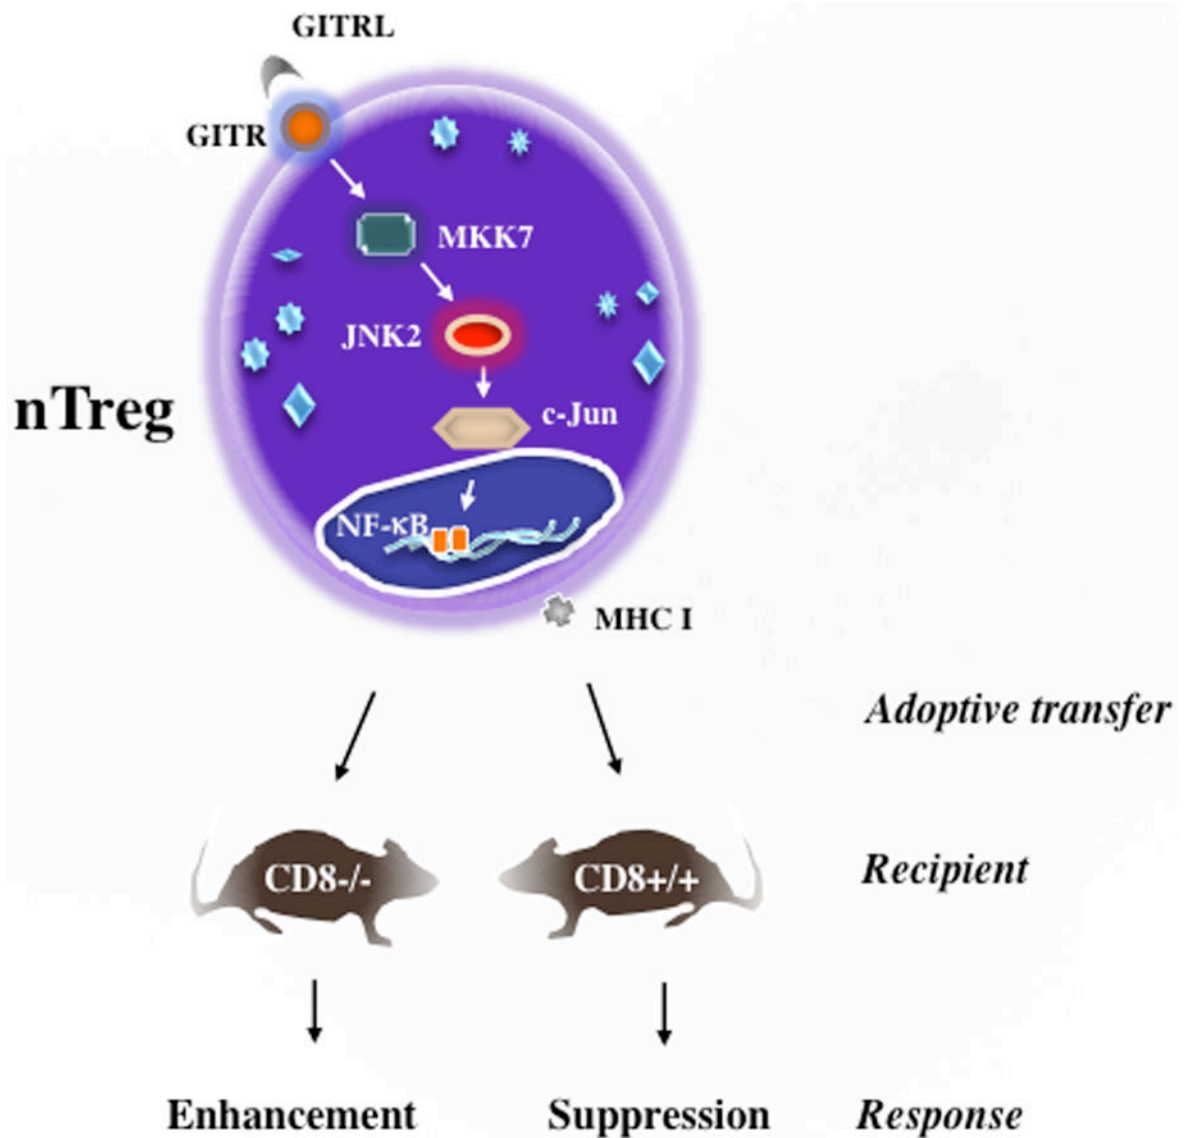 GITRL
GITR
MKK7
JNK2
c-Jun
nTreg
NF-κB
MHC I
Adoptive transfer
CD8-/-
CD8+/+
Recipient
Enhancement
Suppression
Response